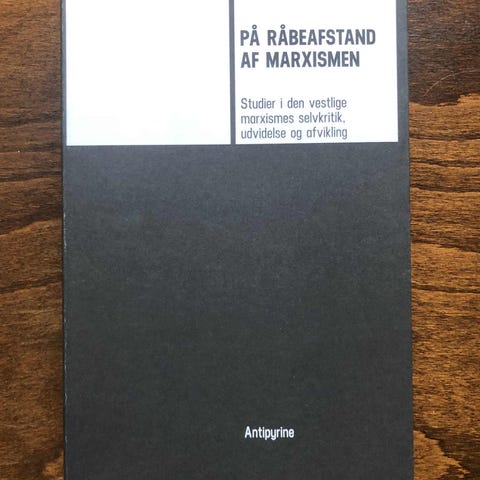 PÅ RÅBEAFSTAND
AF MARXISMEN
Studier i den vestlige
marxismes selvkritik,
udvidelse og afvikling
Antipyrine